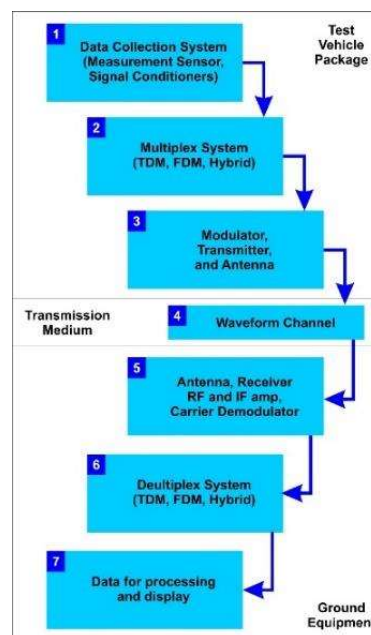 1
Data Collection System
(Measurement Sensor,
Signal Conditioners)
Test
Vehicle
Package
2
Multiplex System
(TDM, FDM, Hybrid)
3
Modulator,
Transmitter,
and Antenna
Transmission
Medium
4
Waveform Channel
5
Antenna, Receiver
RF and IF amp,
Carrier Demodulator
6
Deultiplex System
(TDM, FDM, Hybrid)
7
Data for processing
and display
Ground
Equipment